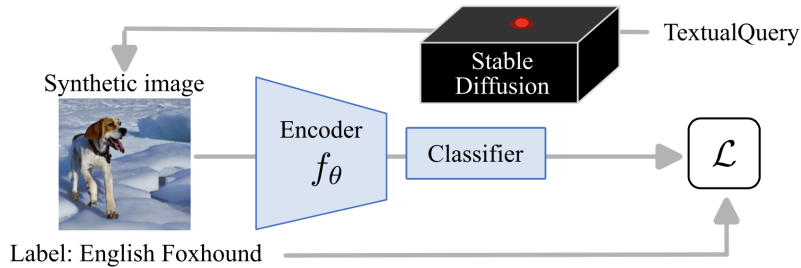 TextualQuery
Stable
Diffusion
Synthetic image
Encoder
fθ
Classifier
ℒ
Label: English Foxhound